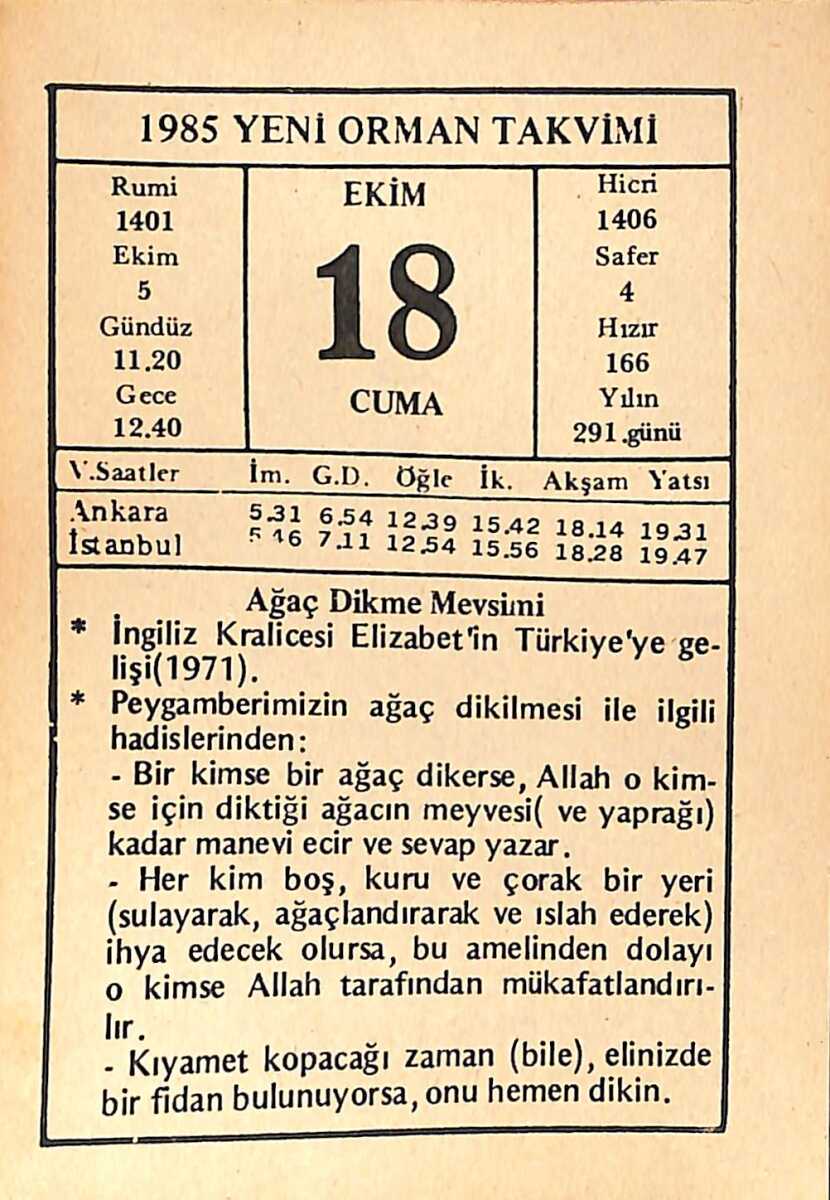 1985 YENİ ORMAN TAKVİMİ
Rumi
1401
Ekim
5
Gündüz
11.20
Gece
12.40
EKİM
18
CUMA
Hicri
1406
Safer
4
Hızır
166
Yılın
291.günü
V.Saatler İm. G.D. Öğle İk. Akşam Yatsı
Ankara 5.31 6.54 12.39 15.42 18.14 19.31
İstanbul 7.11 12.54 15.56 18.28 19.47
Ağaç Dikme Mevsimi
* İngiliz Kralicesi Elizabet'in Türkiye'ye ge-
lişi(1971).
* Peygamberimizin ağaç dikilmesi ile ilgili
hadislerinden:
- Bir kimse bir ağaç dikerse, Allah o kim-
se için diktiği ağacın meyvesi( ve yaprağı)
kadar manevi ecir ve sevap yazar.
- Her kim boş, kuru ve çorak bir yeri
(sulayarak, ağaçlandırarak ve ıslah ederek)
ihya edecek olursa, bu amelinden dolayı
o kimse Allah tarafından mükafatlandırı-
lır.
- Kıyamet kopacağı zaman (bile), elinizde
bir fidan bulunuyorsa, onu hemen dikin.